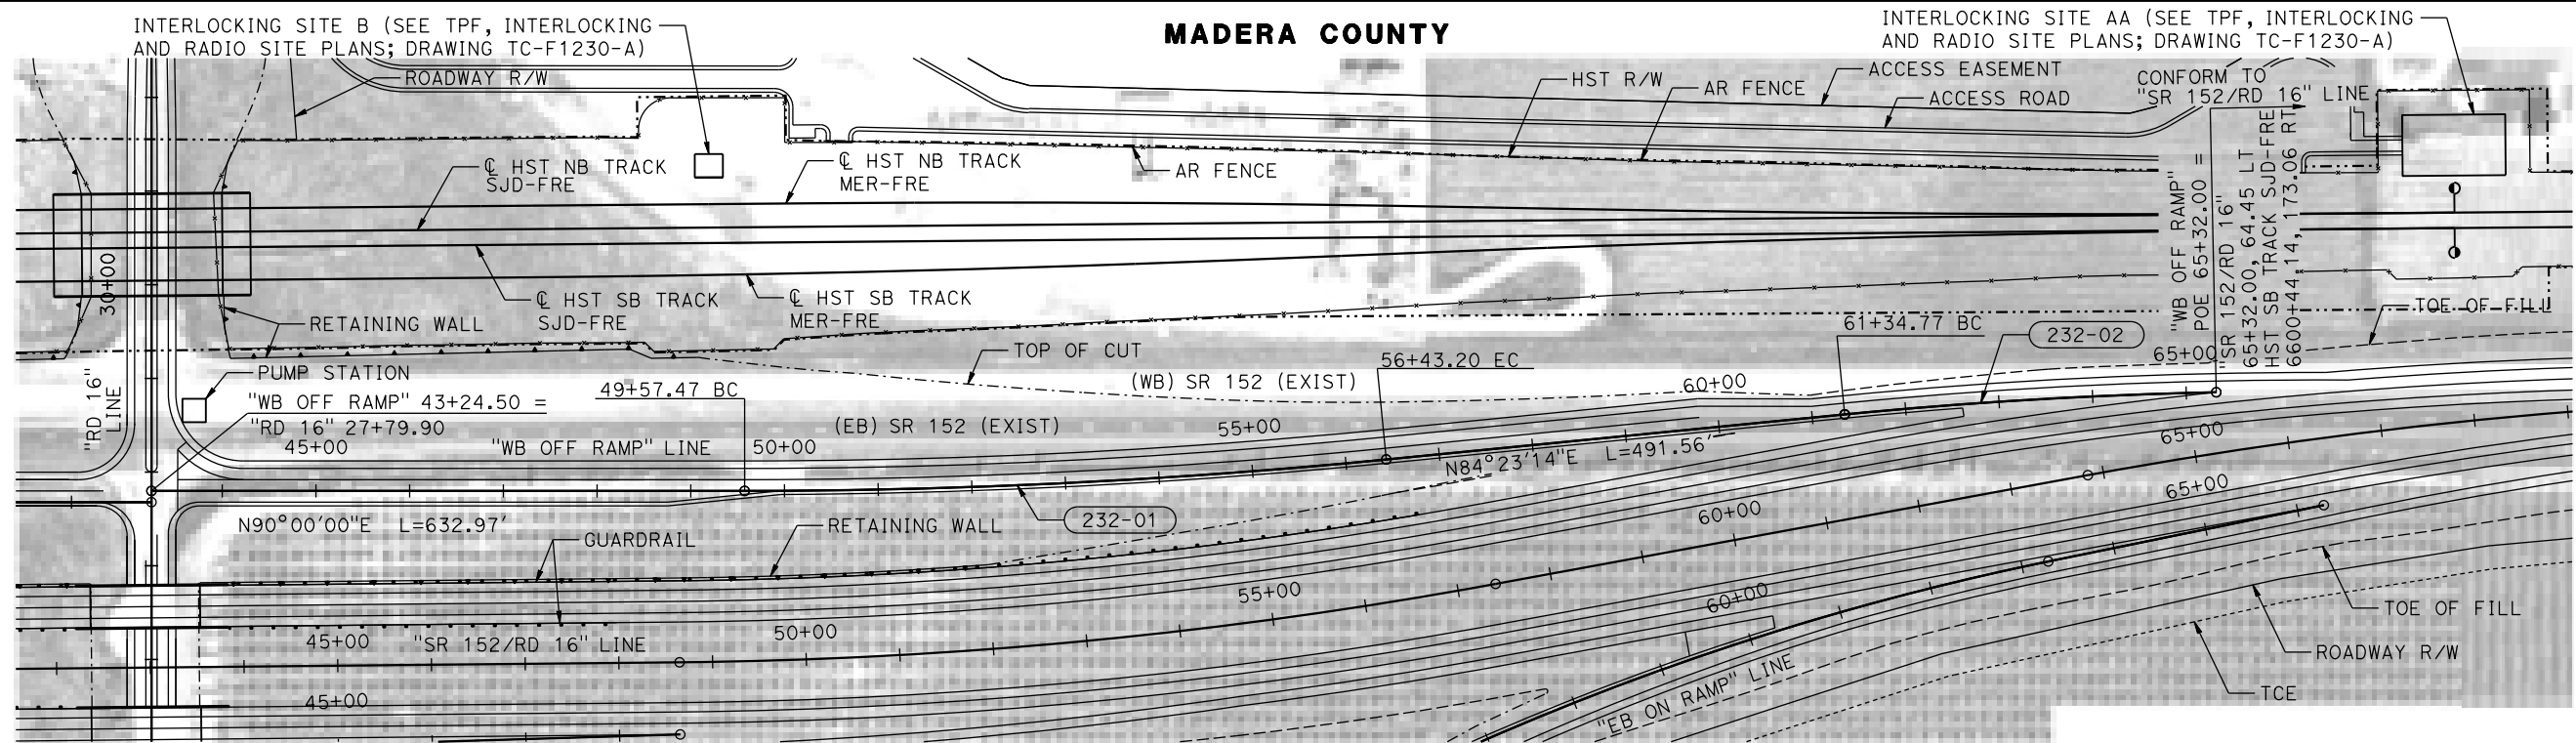 INTERLOCKING SITE B (SEE TPF, INTERLOCKING
AND RADIO SITE PLANS; DRAWING TC-F1230-A)
MADERA COUNTY
INTERLOCKING SITE AA (SEE TPF, INTERLOCKING
AND RADIO SITE PLANS; DRAWING TC-F1230-A)
ROADWAY R/W
HST R/W
AR FENCE
ACCESS EASEMENT
ACCESS ROAD
CONFORM TO
"SR 152/RD 16" LINE
℄ HST NB TRACK
SJD-FRE
℄ HST NB TRACK
MER-FRE
AR FENCE
30+00
℄ HST SB TRACK
SJD-FRE
℄ HST SB TRACK
MER-FRE
RETAINING WALL
"WB OFF RAMP"
POE 65+32.00 =
"SR 152/RD 16"
65+32.00, 64.45 LT
HST SB TRACK SJD-FRE
6600+44.14, 173.06 RT
TOE OF FILL
61+34.77 BC
232-02
65+00
TOP OF CUT
56+43.20 EC
PUMP STATION
"RD 16"
LINE
"WB OFF RAMP" 43+24.50 =
"RD 16" 27+79.90
49+57.47 BC
(WB) SR 152 (EXIST)
60+00
(EB) SR 152 (EXIST)
55+00
45+00
"WB OFF RAMP" LINE
50+00
N84°23'14"E L=491.56'
65+00
65+00
N90°00'00"E L=632.97'
GUARDRAIL
RETAINING WALL
232-01
60+00
55+00
60+00
TOE OF FILL
45+00
"SR 152/RD 16" LINE
50+00
ROADWAY R/W
"EB ON RAMP" LINE
TCE
45+00